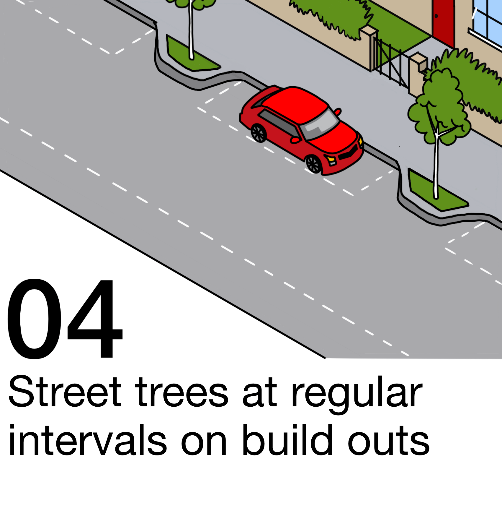 04
Street trees at regular
intervals on build outs